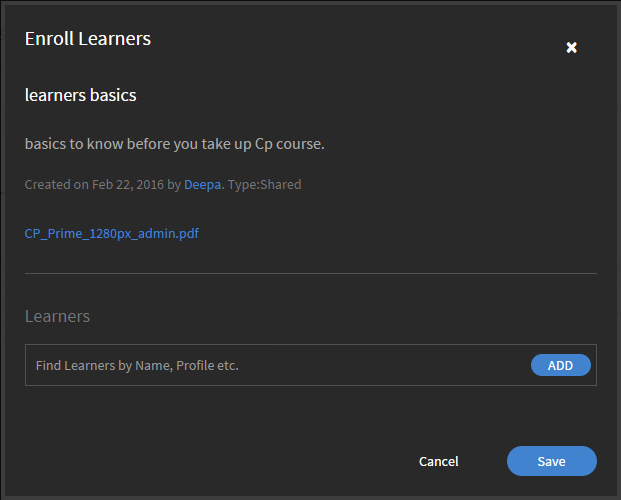 Enroll Learners
learners basics
basics to know before you take up Cp course.
Created on Feb 22, 2016 by Deepa. Type:Shared
CP_Prime_1280px_admin.pdf
Learners
Find Learners by Name, Profile etc. ADD
Cancel Save